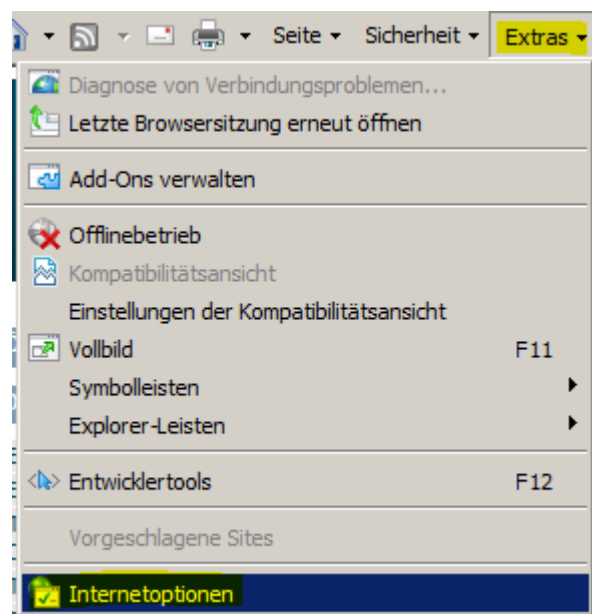 Seite Sicherheit Extras
Diagnose von Verbindungsproblemen...
Letzte Browsersitzung erneut öffnen
Add-Ons verwalten
Offlinebetrieb
Kompatibilitätsansicht
Einstellungen der Kompatibilitätsansicht
Vollbild F11
Symbolleisten
Explorer-Leisten
Entwicklertools F12
Vorgeschlagene Sites
Internetoptionen